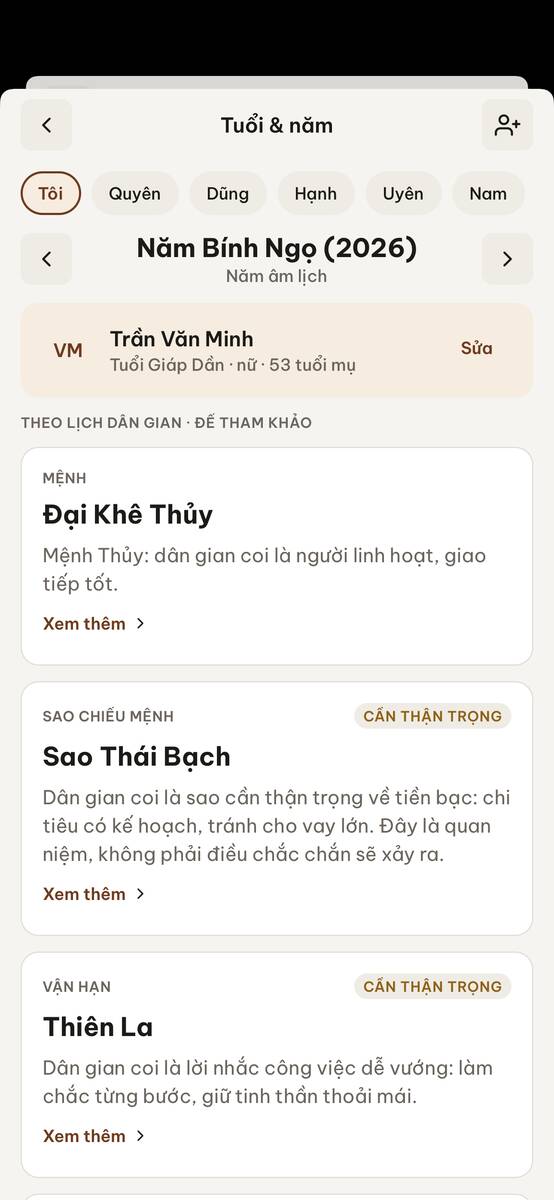 Tuổi & năm
Tôi
Quyên
Dũng
Hạnh
Uyên
Nam
Năm Bính Ngọ (2026)
Năm âm lịch
VM
Trần Văn Minh
Tuổi Giáp Dần · nữ · 53 tuổi mụ
Sửa
THEO LỊCH DÂN GIAN · ĐỂ THAM KHẢO
MỆNH
Đại Khê Thủy
Mệnh Thủy: dân gian coi là người linh hoạt, giao
tiếp tốt.
Xem thêm
SAO CHIẾU MỆNH
CẨN THẬN TRỌNG
Sao Thái Bạch
Dân gian coi là sao cần thận trọng về tiền bạc: chi
tiêu có kế hoạch, tránh cho vay lớn. Đây là quan
niệm, không phải điều chắc chắn sẽ xảy ra.
Xem thêm
VẬN HẠN
CẦN THẬN TRỌNG
Thiên La
Dân gian coi là lời nhắc công việc dễ vướng: làm
chắc từng bước, giữ tinh thần thoải mái.
Xem thêm